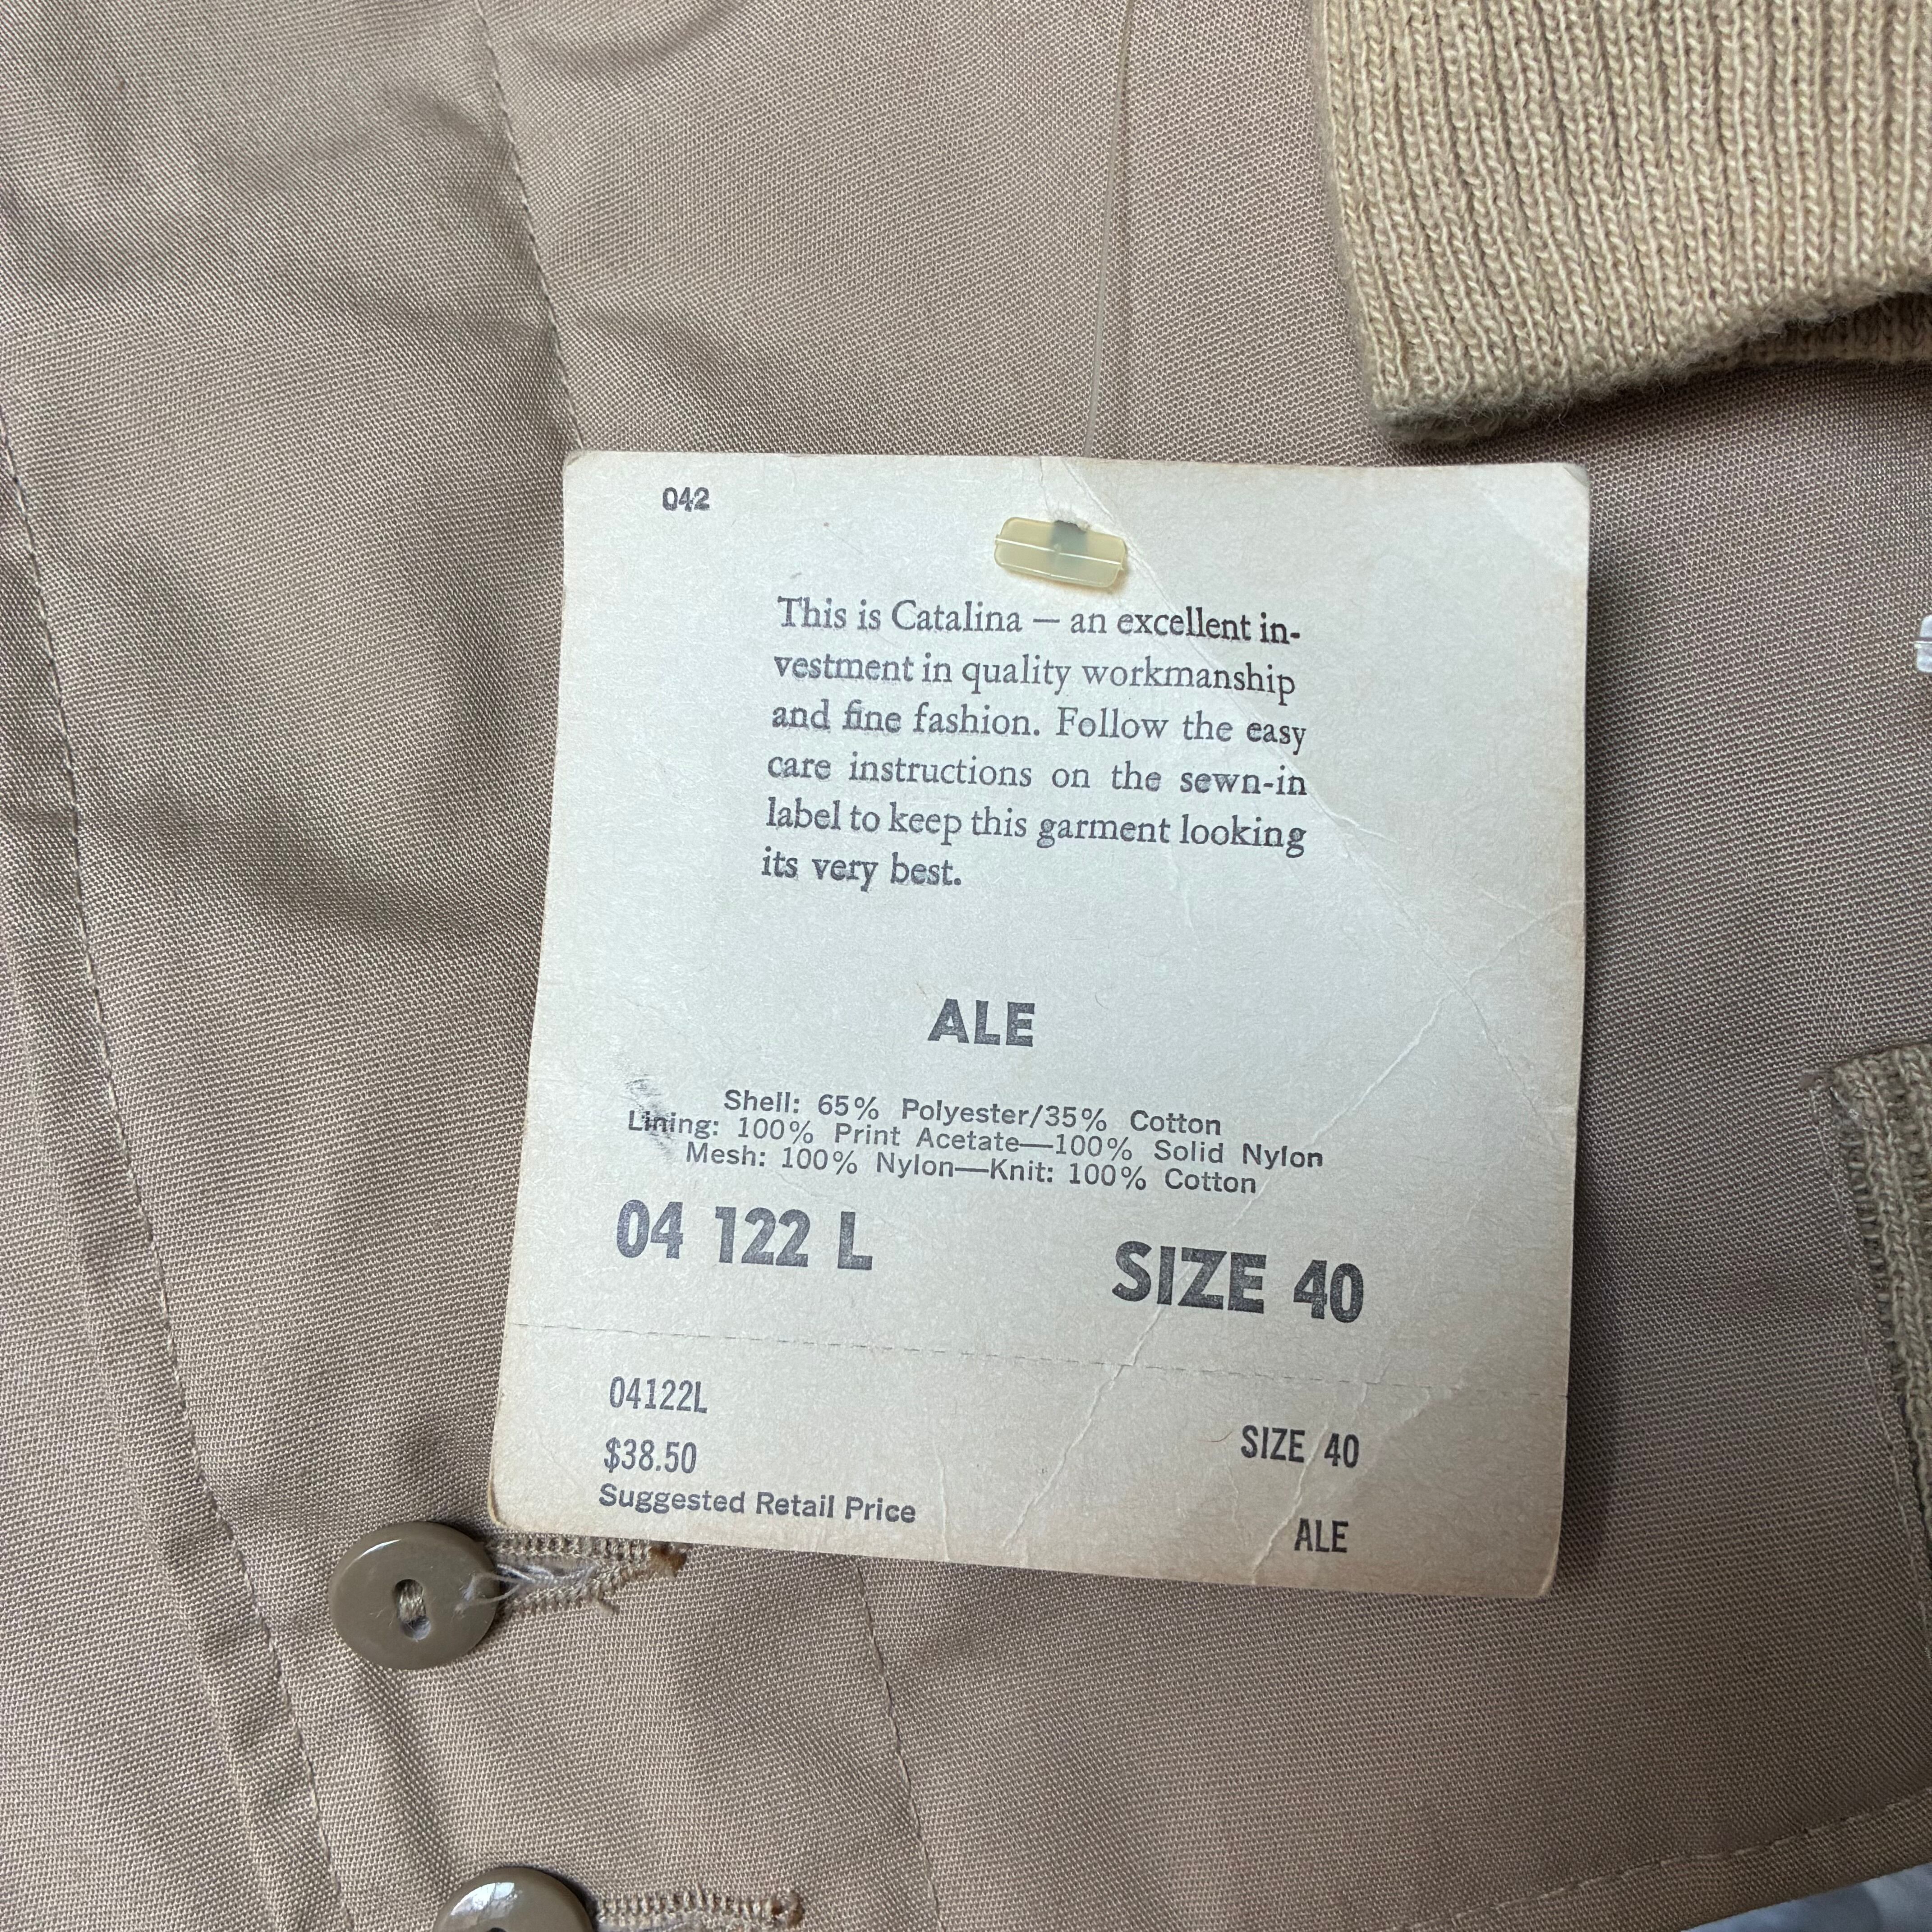 042
This is Catalina — an excellent in-
vestment in quality workmanship
and fine fashion. Follow the easy
care instructions on the sewn-in
label to keep this garment looking
its very best.
ALE
Shell: 65% Polyester/35% Cotton
Lining: 100% Print Acetate—100% Solid Nylon
Mesh: 100% Nylon—Knit: 100% Cotton
04 122 L SIZE 40
04122L
SIZE 40
$38.50
Suggested Retail Price
ALE